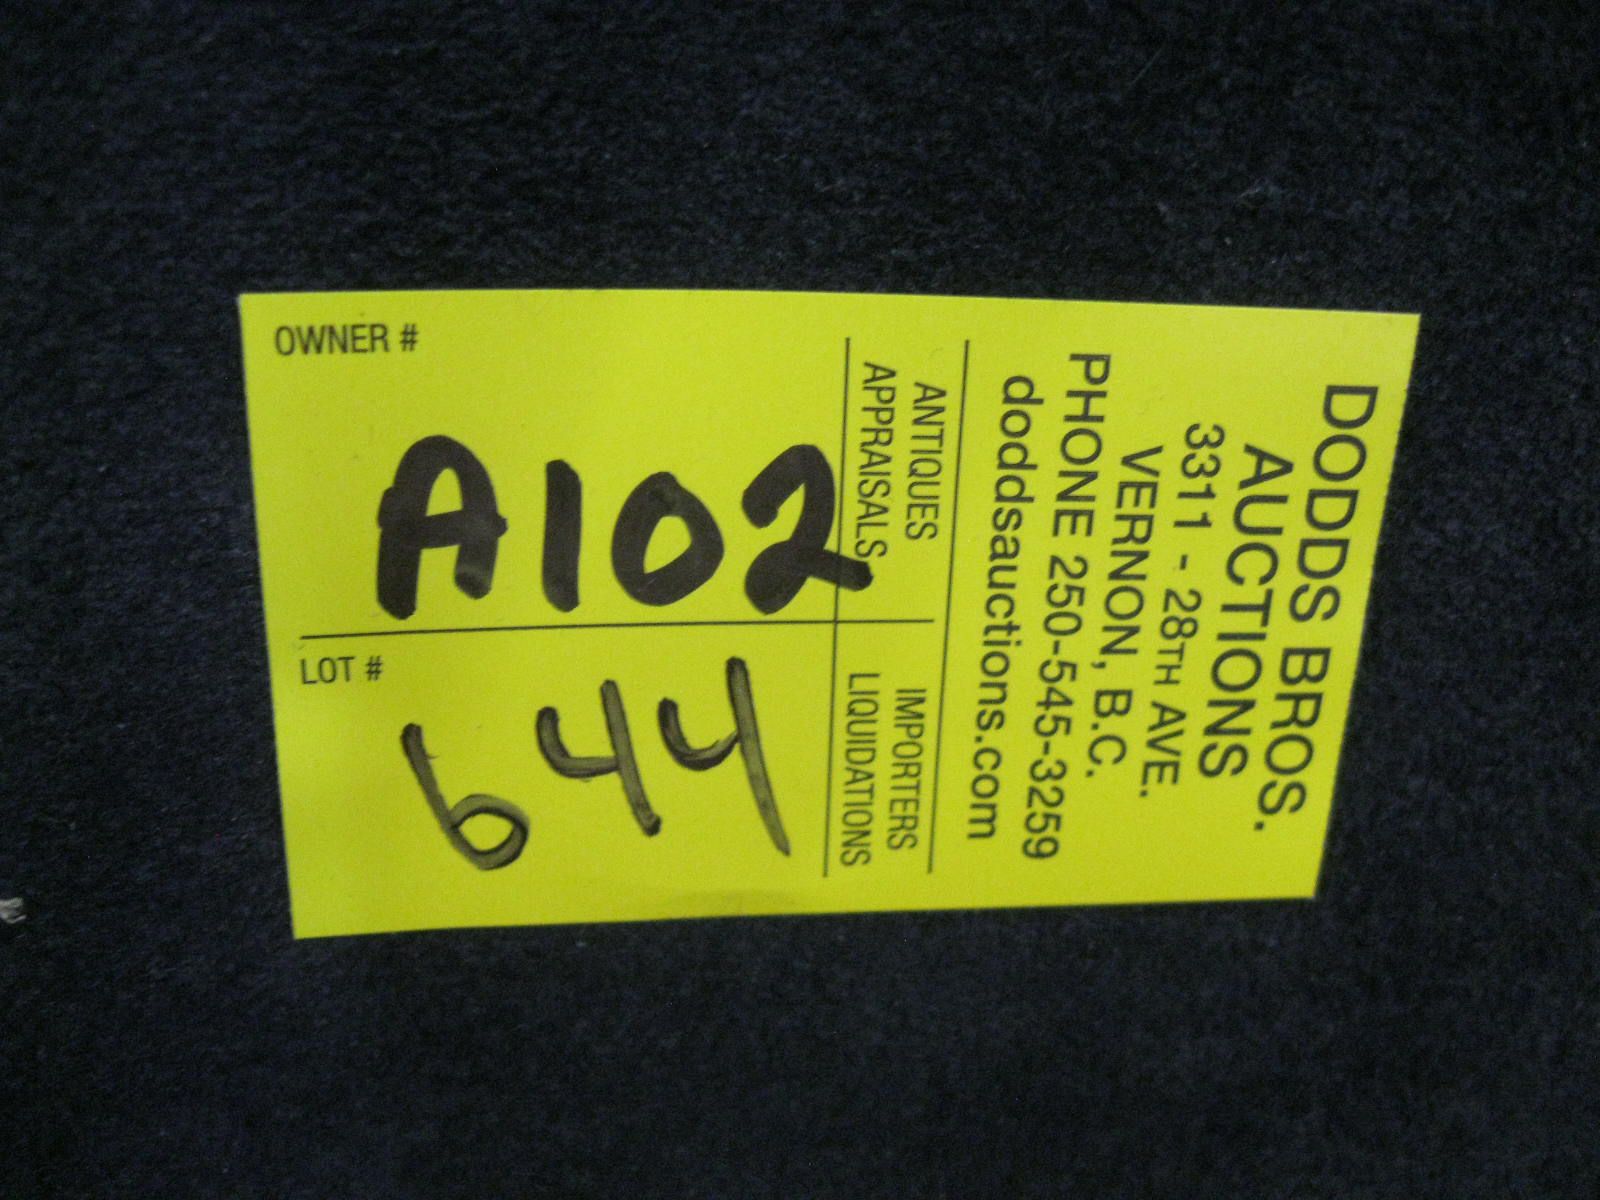 DODDS BROS.
AUCTIONS
3311 - 28TH AVE.
VERNON, B.C.
PHONE 250-545-3259
doddsauctions.com
ANTIQUES
APPRAISALS
IMPORTERS
LIQUIDATIONS
OWNER #
A102
LOT #
644